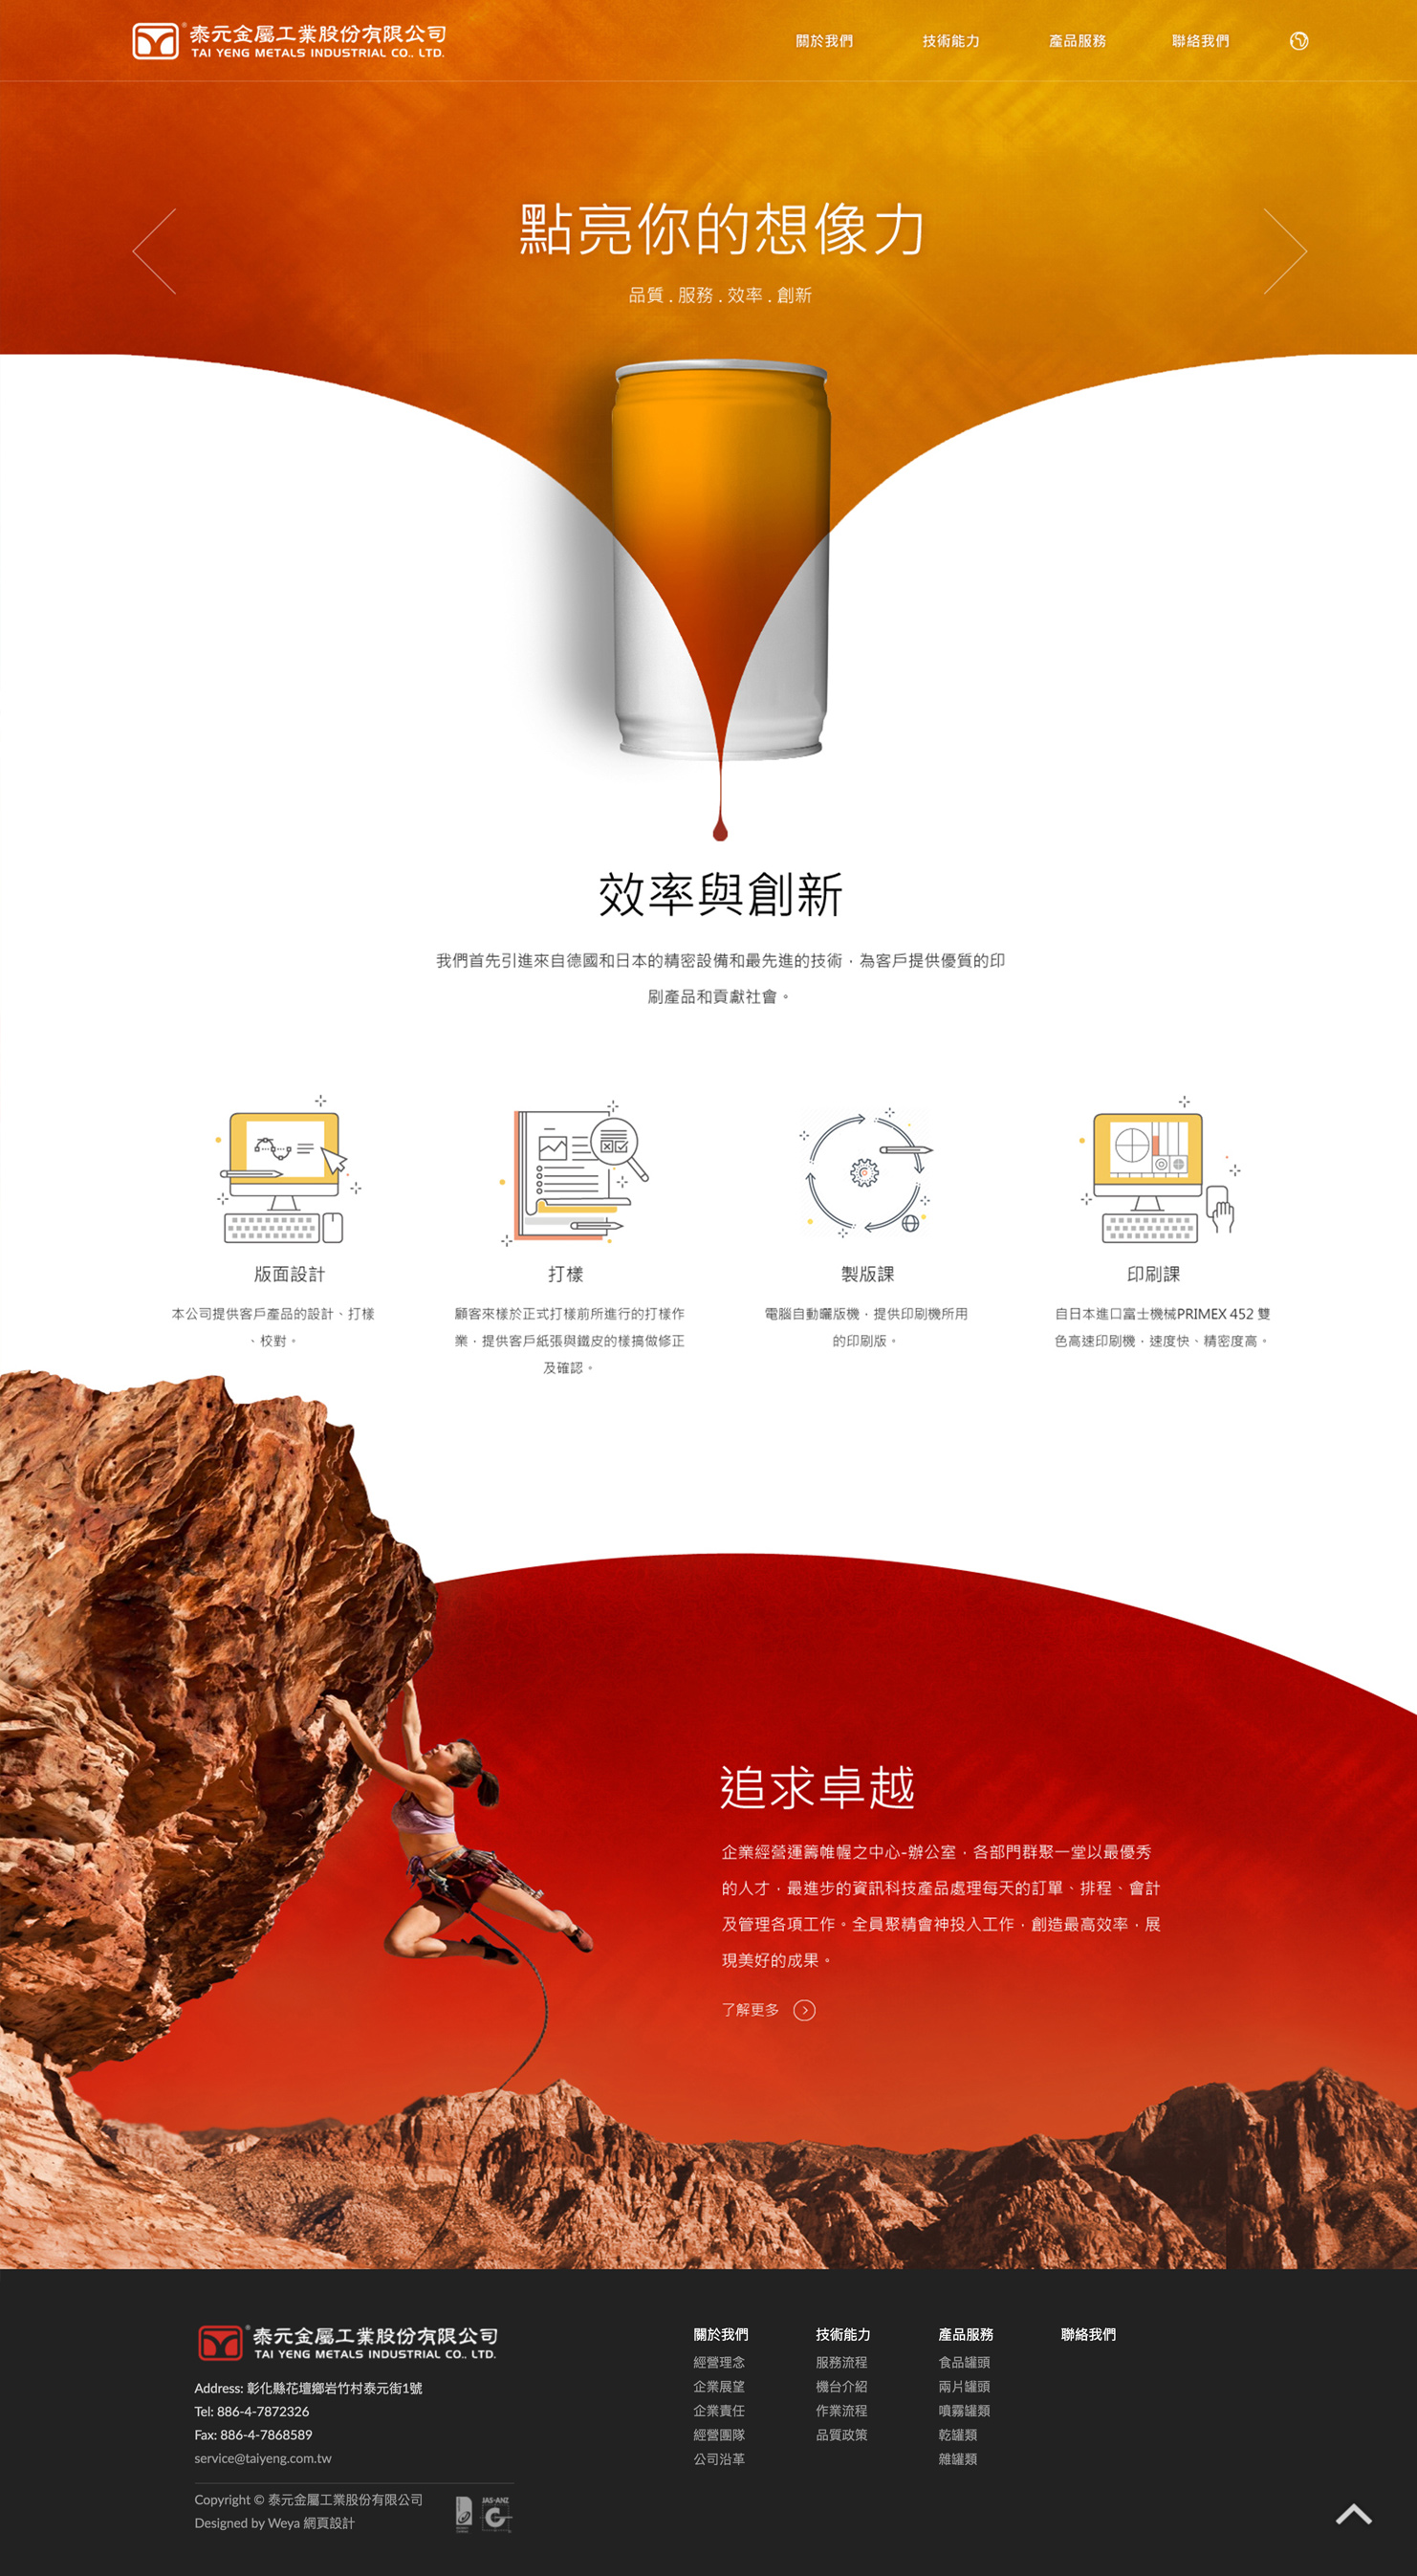 泰元金屬工業股份有限公司
TAI YENG METALS INDUSTRIAL CO., LTD.
關於我們 技術能力 產品服務 聯絡我們
點亮你的想像力
品質 . 服務 . 效率 . 創新
效率與創新
我們首先引進來自德國和日本的精密設備和最先進的技術，為客戶提供優質的印
刷產品和貢獻社會。
版面設計
本公司提供客戶產品的設計、打樣
、校對。
打樣
顧客來樣於正式打樣前所進行的打樣作
業，提供客戶紙張與鐵皮的樣搞做修正
及確認。
製版課
電腦自動曬版機，提供印刷機所用
的印刷版。
印刷課
自日本進口富士機械PRIMEX 452 雙
色高速印刷機，速度快、精密度高。
追求卓越
企業經營運籌帷幄之中心-辦公室，各部門群聚一堂以最優秀
的人才，最進步的資訊科技產品處理每天的訂單、排程、會計
及管理各項工作。全員聚精會神投入工作，創造最高效率，展
現美好的成果。
了解更多
泰元金屬工業股份有限公司
TAI YENG METALS INDUSTRIAL CO., LTD.
Address: 彰化縣花壇鄉岩竹村泰元街1號
Tel: 886-4-7872326
Fax: 886-4-7868589
service@taiyeng.com.tw
Copyright © 泰元金屬工業股份有限公司
Designed by Weya 網頁設計
JAS-ANZ
關於我們
經營理念
企業展望
企業責任
經營團隊
公司沿革
技術能力
服務流程
機台介紹
作業流程
品質政策
產品服務
食品罐頭
兩片罐頭
噴霧罐類
乾罐類
雜罐類
聯絡我們